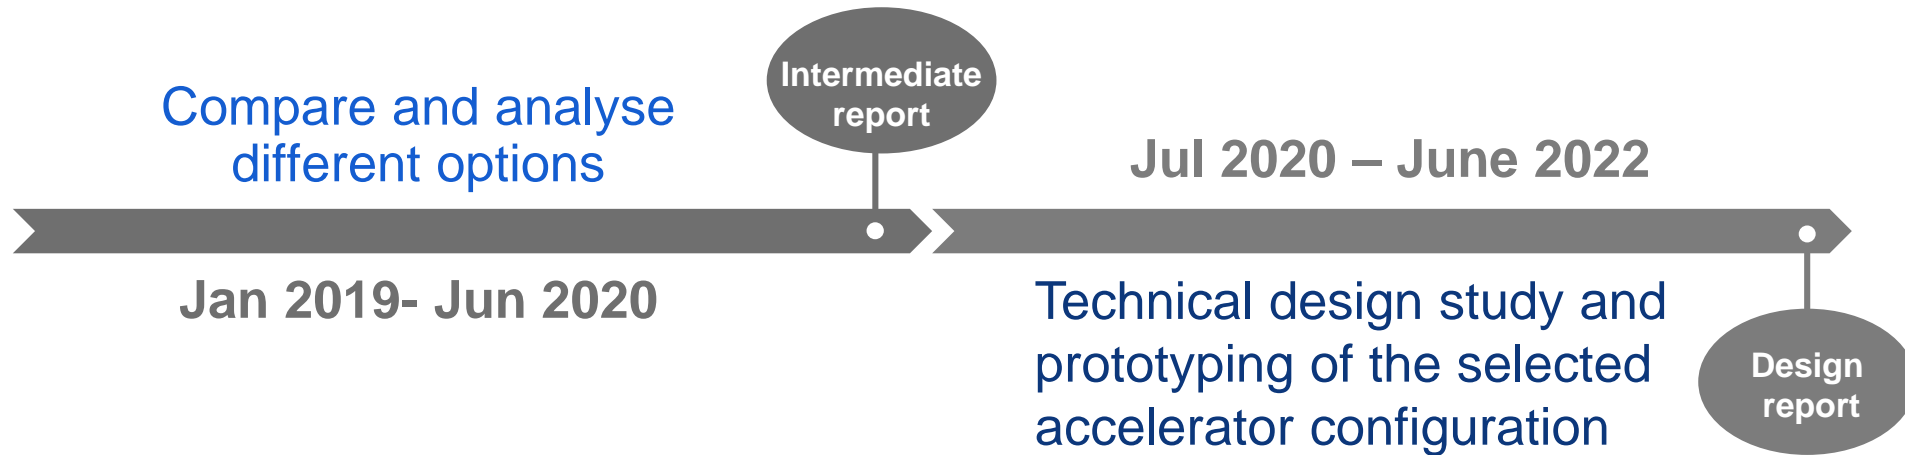 Compare and analyse
different options
Intermediate
report
Jan 2019- Jun 2020
Jul 2020 – June 2022
Technical design study and
prototyping of the selected
accelerator configuration
Design
report